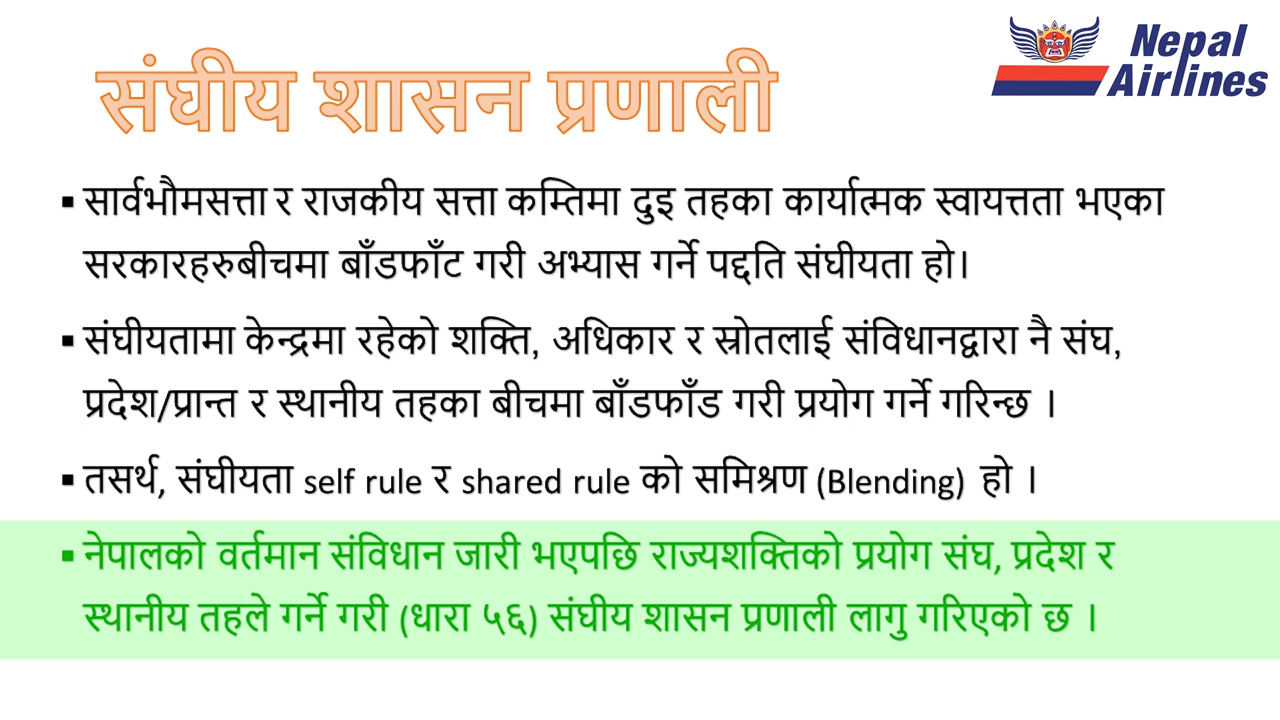 Nepal
Airlines
संघीय शासन प्रणाली
▪ सार्वभौमसत्ता र राजकीय सत्ता कम्तिमा दुइ तहका कार्यात्मक स्वायत्तता भएका
सरकारहरुबीचमा बाँडफाँट गरी अभ्यास गर्ने पद्दति संघीयता हो।
▪ संघीयतामा केन्द्रमा रहेको शक्ति, अधिकार र स्रोतलाई संविधानद्वारा नै संघ,
प्रदेश/प्रान्त र स्थानीय तहका बीचमा बाँडफाँड गरी प्रयोग गर्ने गरिन्छ ।
▪ तसर्थ, संघीयता self rule र shared rule को समिश्रण (Blending) हो ।
▪ नेपालको वर्तमान संविधान जारी भएपछि राज्यशक्तिको प्रयोग संघ, प्रदेश र
स्थानीय तहले गर्ने गरी (धारा ५६) संघीय शासन प्रणाली लागु गरिएको छ ।